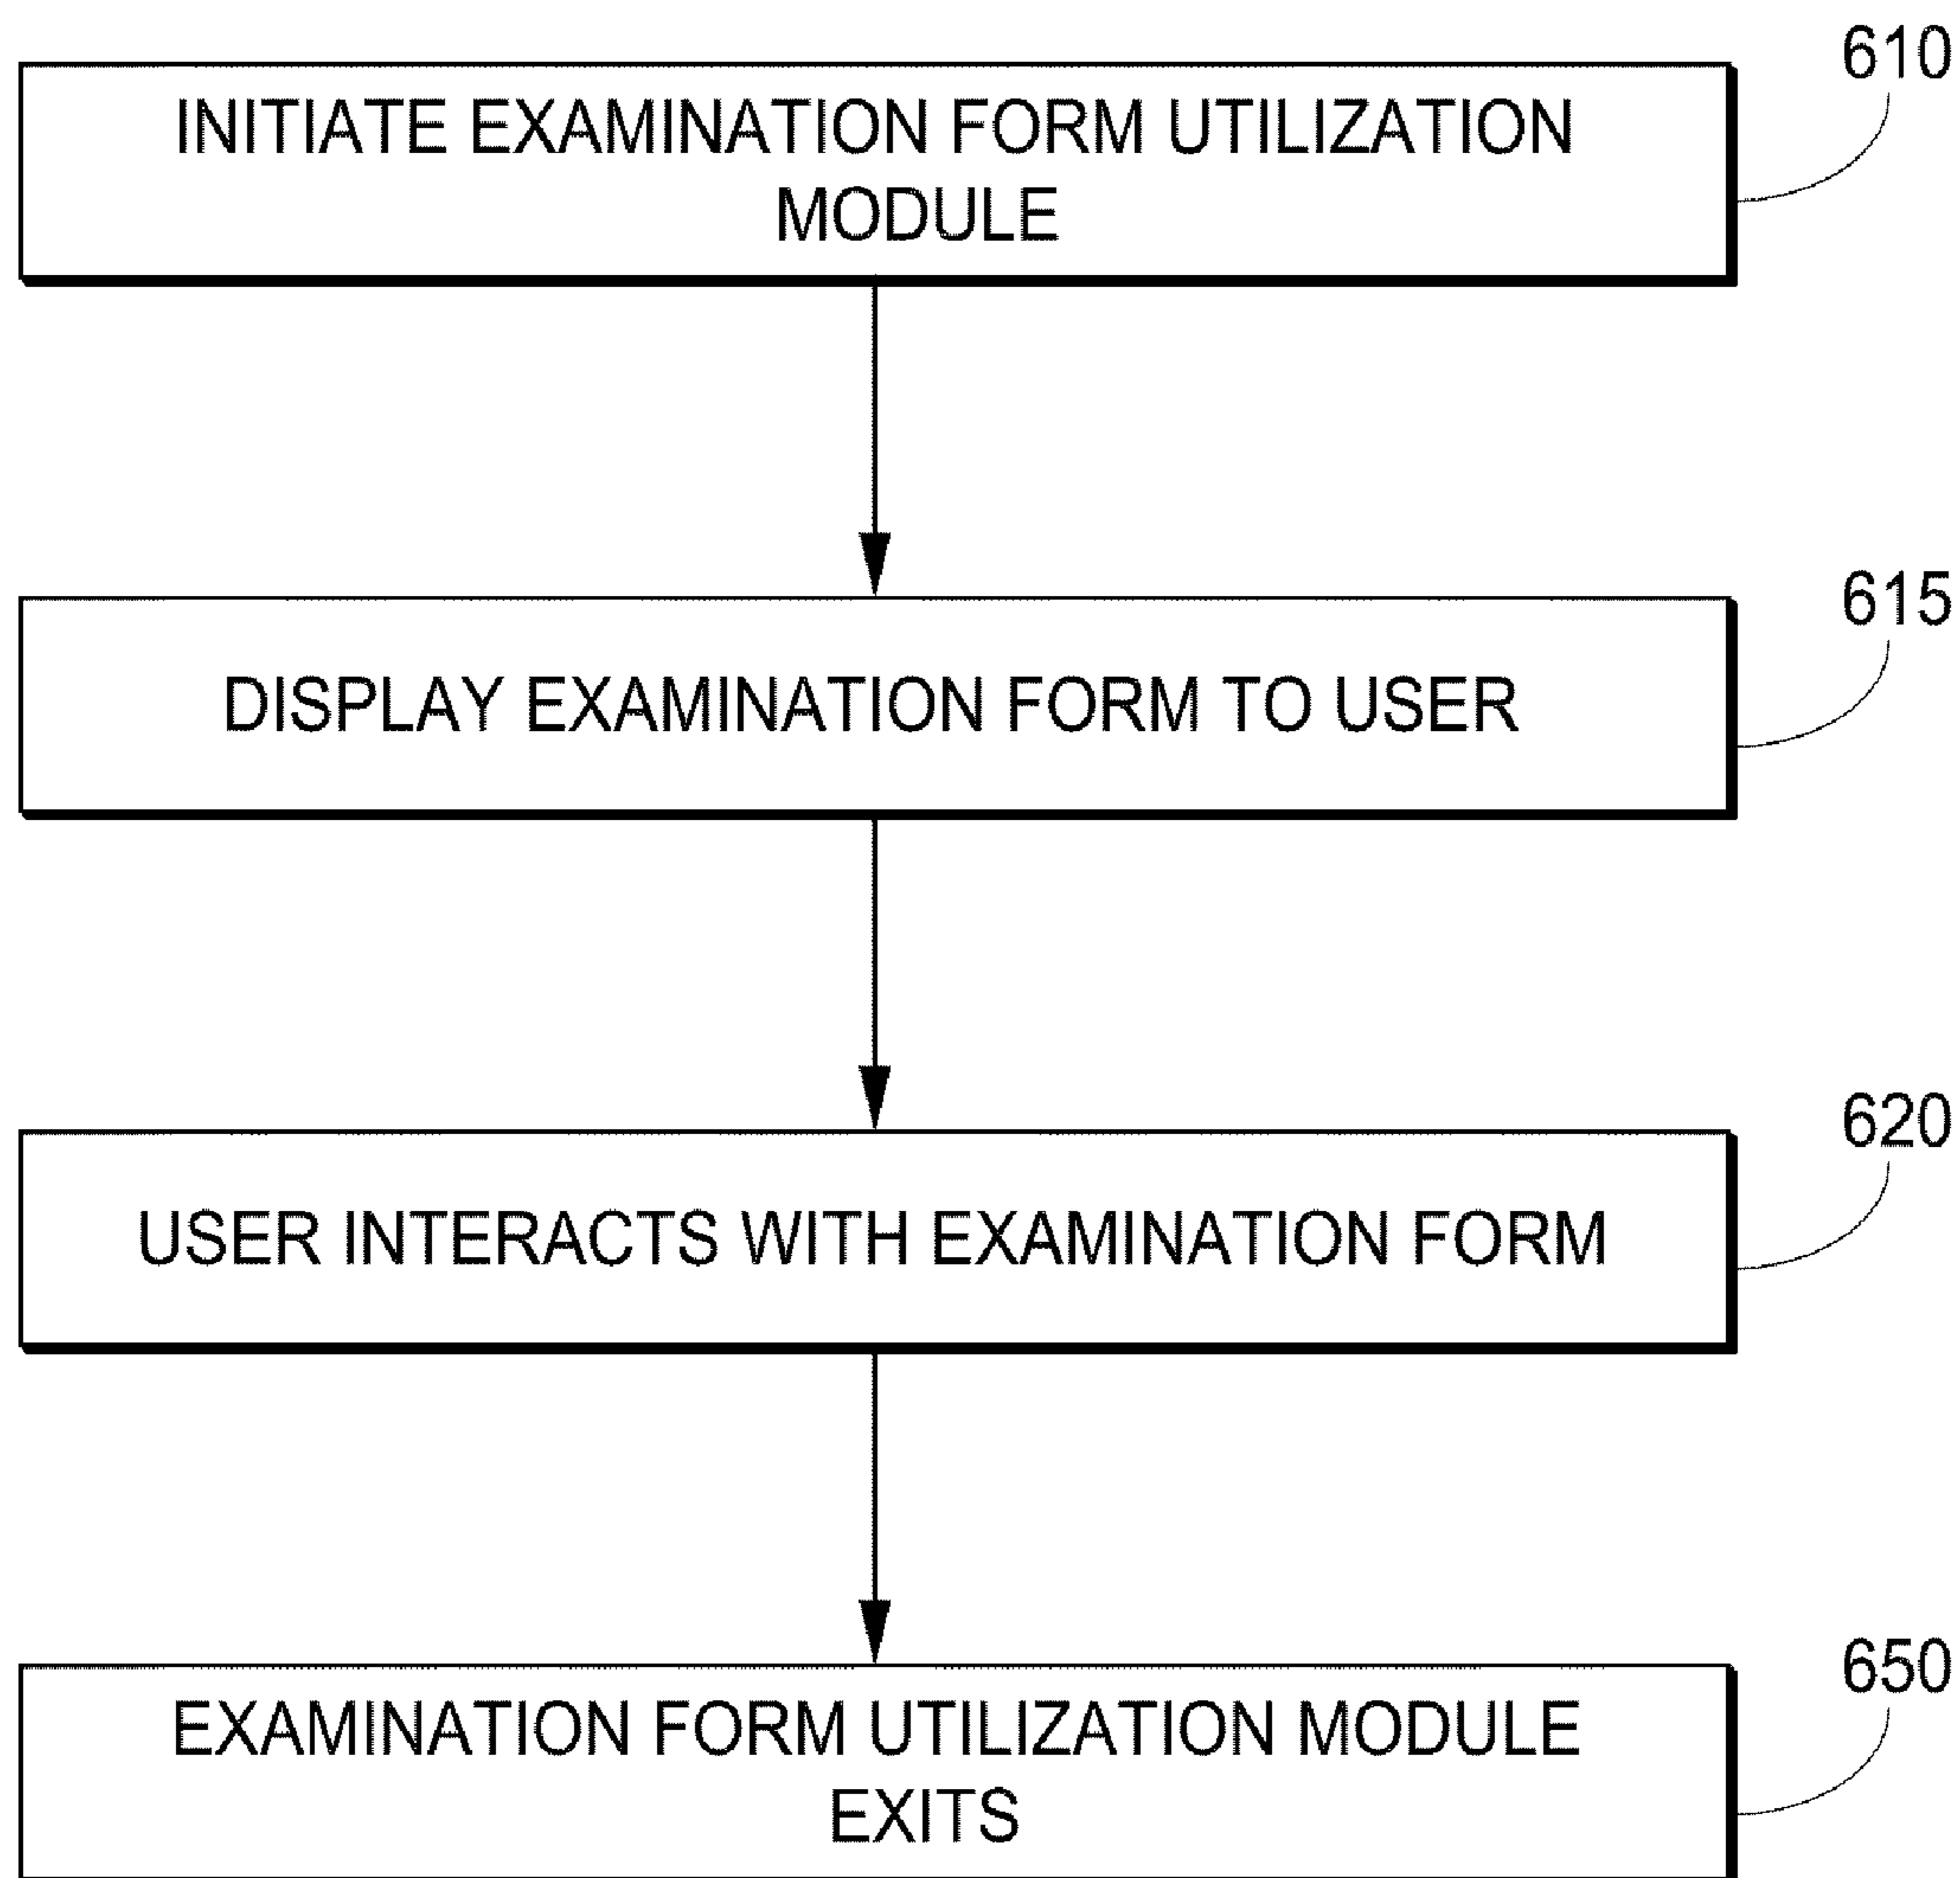 610
INITIATE EXAMINATION FORM UTILIZATION
MODULE
615
DISPLAY EXAMINATION FORM TO USER
620
USER INTERACTS WITH EXAMINATION FORM
650
EXAMINATION FORM UTILIZATION MODULE
EXITS